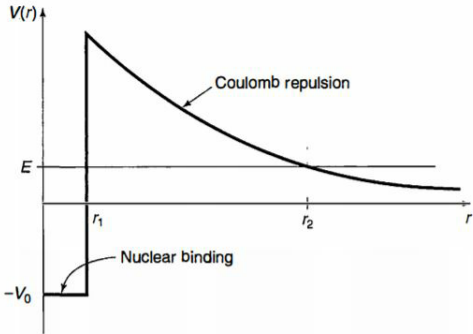 V(r)
Coulomb repulsion
E
r₁
r₂
r
Nuclear binding
−V₀